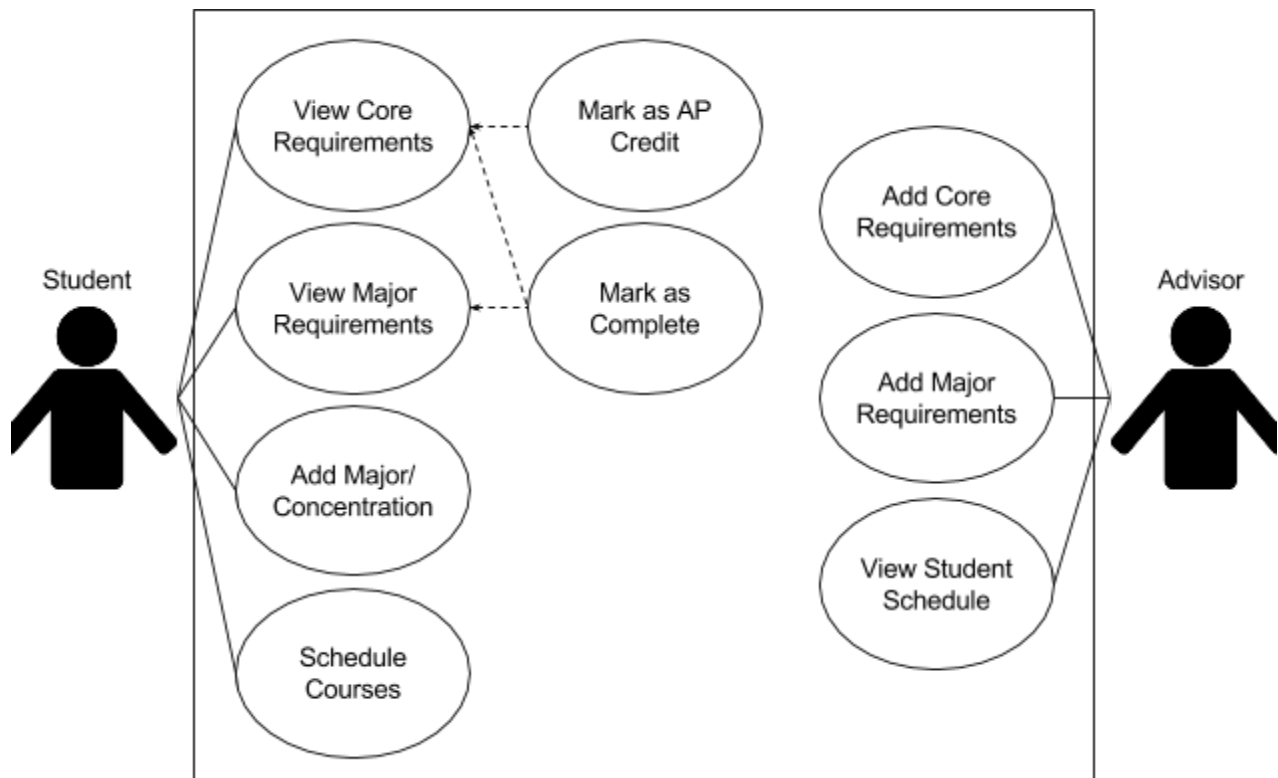 View Core
Requirements
Mark as AP
Credit
Add Core
Requirements
Student
View Major
Requirements
Mark as
Complete
Advisor
Add Major
Requirements
Add Major/
Concentration
View Student
Schedule
Schedule
Courses